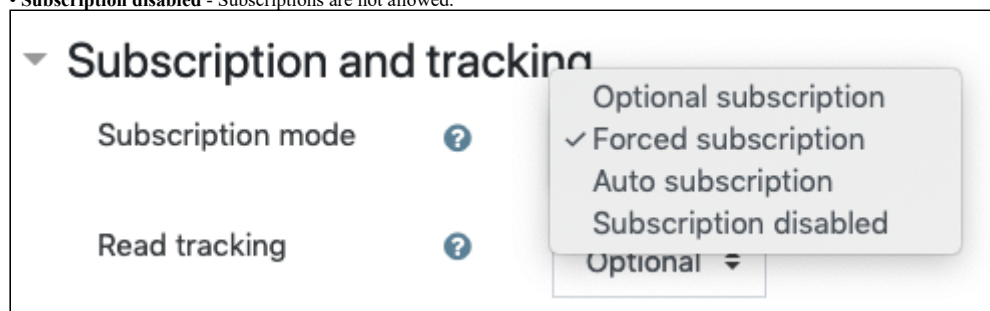 • Subscription disabled - Subscriptions are not allowed.
Subscription and tracking
Optional subscription
Subscription mode ? ✓ Forced subscription
Auto subscription
Subscription disabled
Read tracking ? Optional